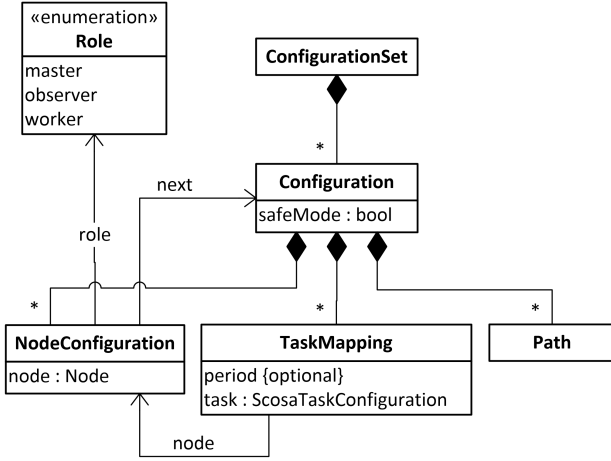 «enumeration»
Role
master
observer
worker
ConfigurationSet
*
Configuration
safeMode : bool
next
role
*
*
*
NodeConfiguration
node : Node
TaskMapping
period {optional}
task : ScosaTaskConfiguration
Path
node